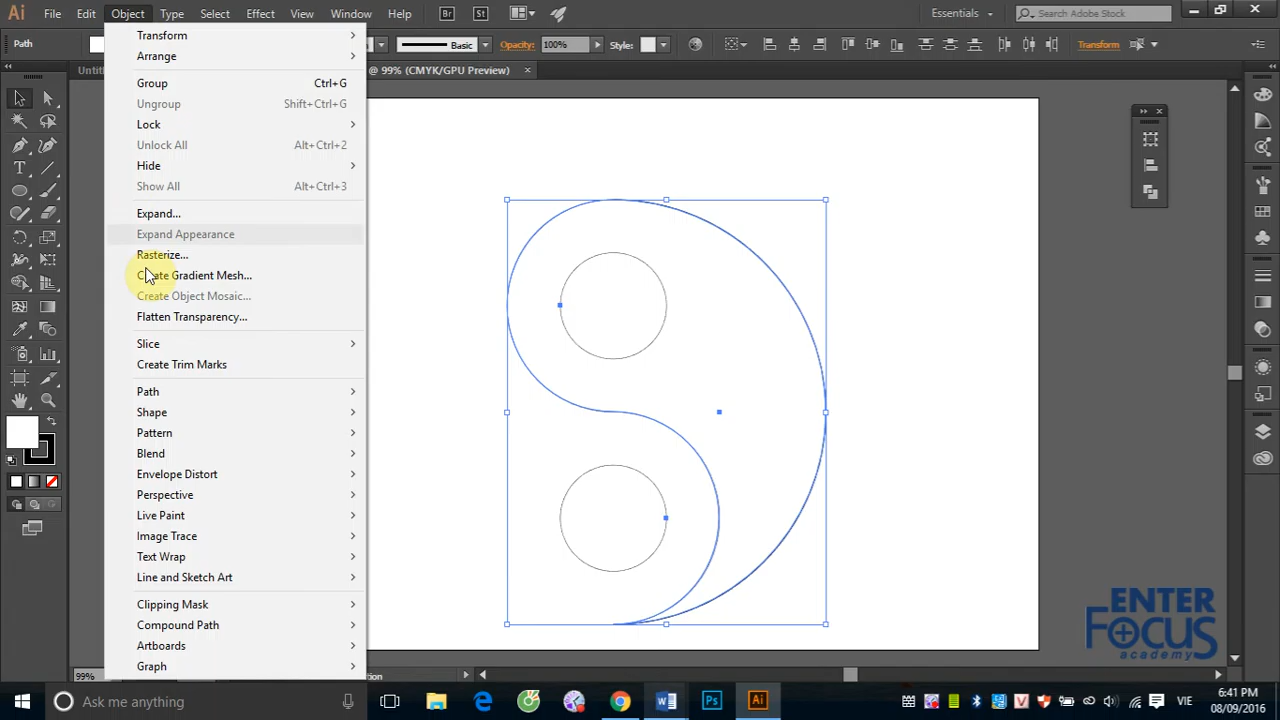 Ai File Edit Object Type Select Effect View Window Help Br St Essentials Search Adobe Stock
Path Basic Opacity: 100% Styles: Transform
@ 99% (CMYK/GPU Preview)
Transform
Arrange
Group Ctrl+G
Ungroup Shift+Ctrl+G
Lock
Unlock All Alt+Ctrl+2
Hide
Show All Alt+Ctrl+3
Expand...
Expand Appearance
Rasterize...
Create Gradient Mesh...
Create Object Mosaic...
Flatten Transparency...
Slice
Create Trim Marks
Path
Shape
Pattern
Blend
Envelope Distort
Perspective
Live Paint
Image Trace
Text Wrap
Line and Sketch Art
Clipping Mask
Compound Path
Artboards
Graph
99%
ENTER
FOCUS
academy
Ask me anything Ps Ai VIE
6:41 PM
08/09/2016